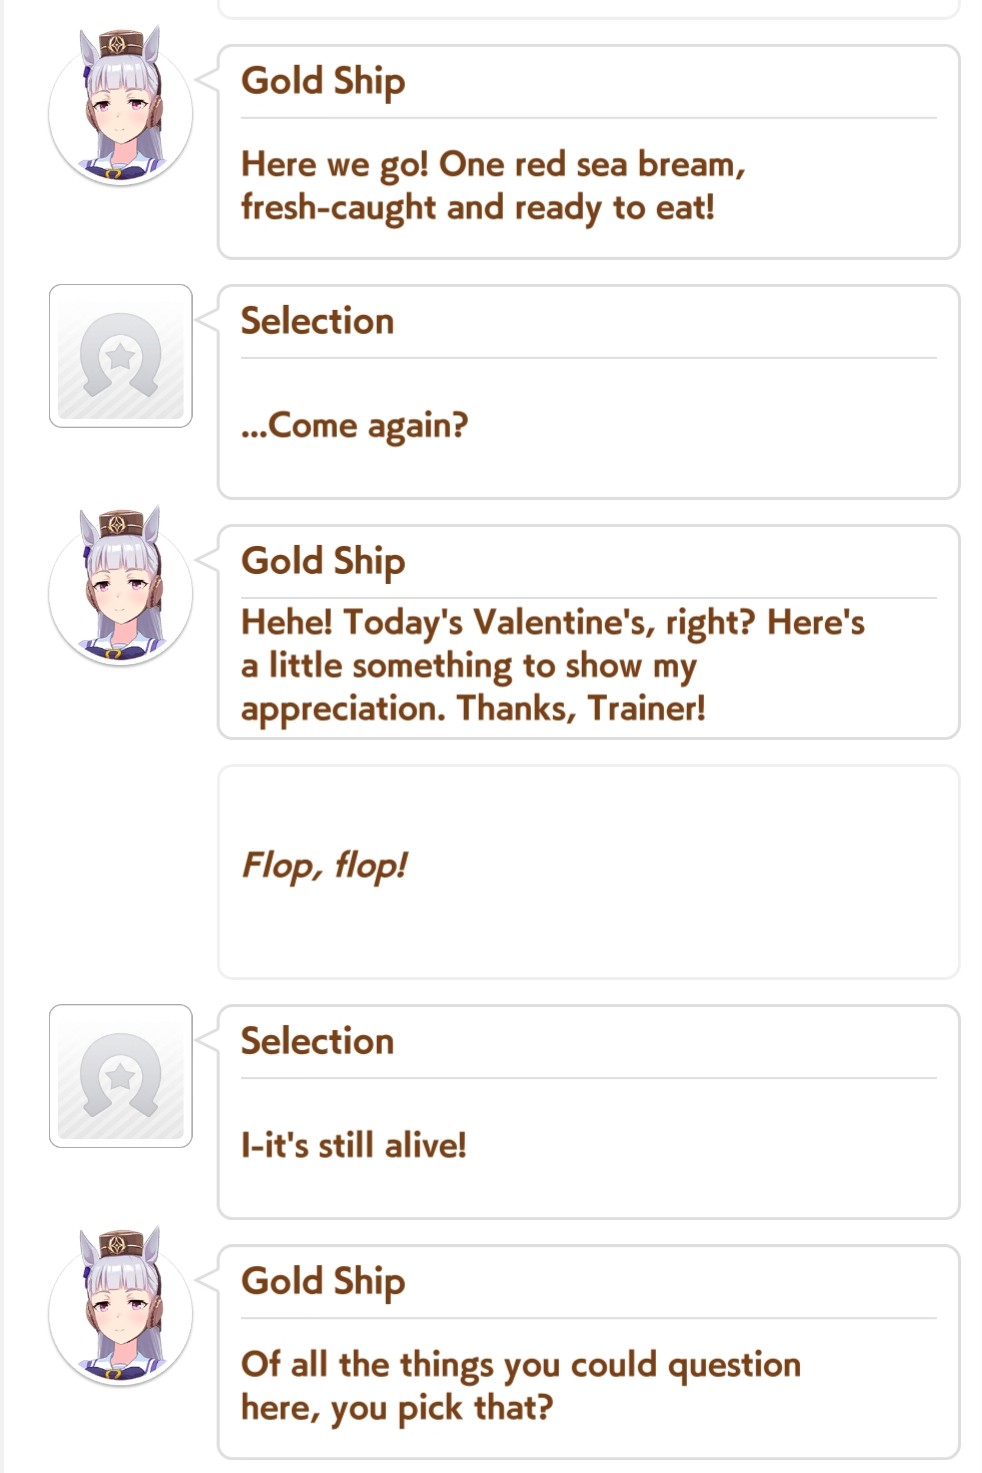 Gold Ship
Here we go! One red sea bream,
fresh-caught and ready to eat!
Selection
...Come again?
Gold Ship
Hehe! Today's Valentine's, right? Here's
a little something to show my
appreciation. Thanks, Trainer!
Flop, flop!
Selection
I-it's still alive!
Gold Ship
Of all the things you could question
here, you pick that?